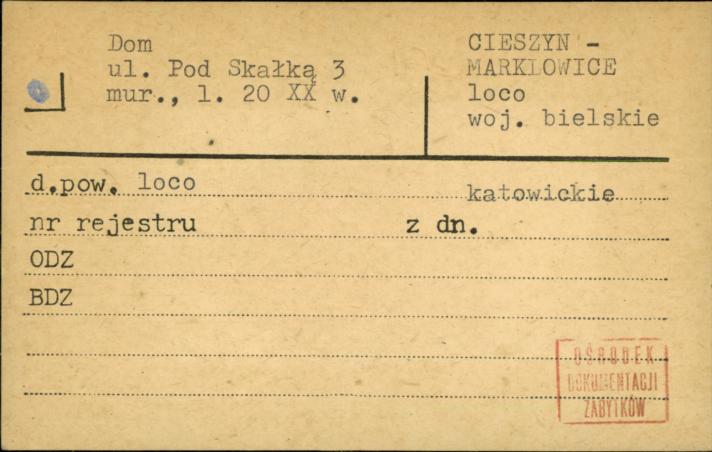 Dom
ul. Pod Skałką 3
mur., l. 20 XX w.
CIESZYN -
MARKLOWICE
loco
woj. bielskie
d.pow. loco katowickie
nr rejestru z dn.
ODZ
BDZ
OŚRODEK
DOKUMENTACJI
ZABYTKÓW